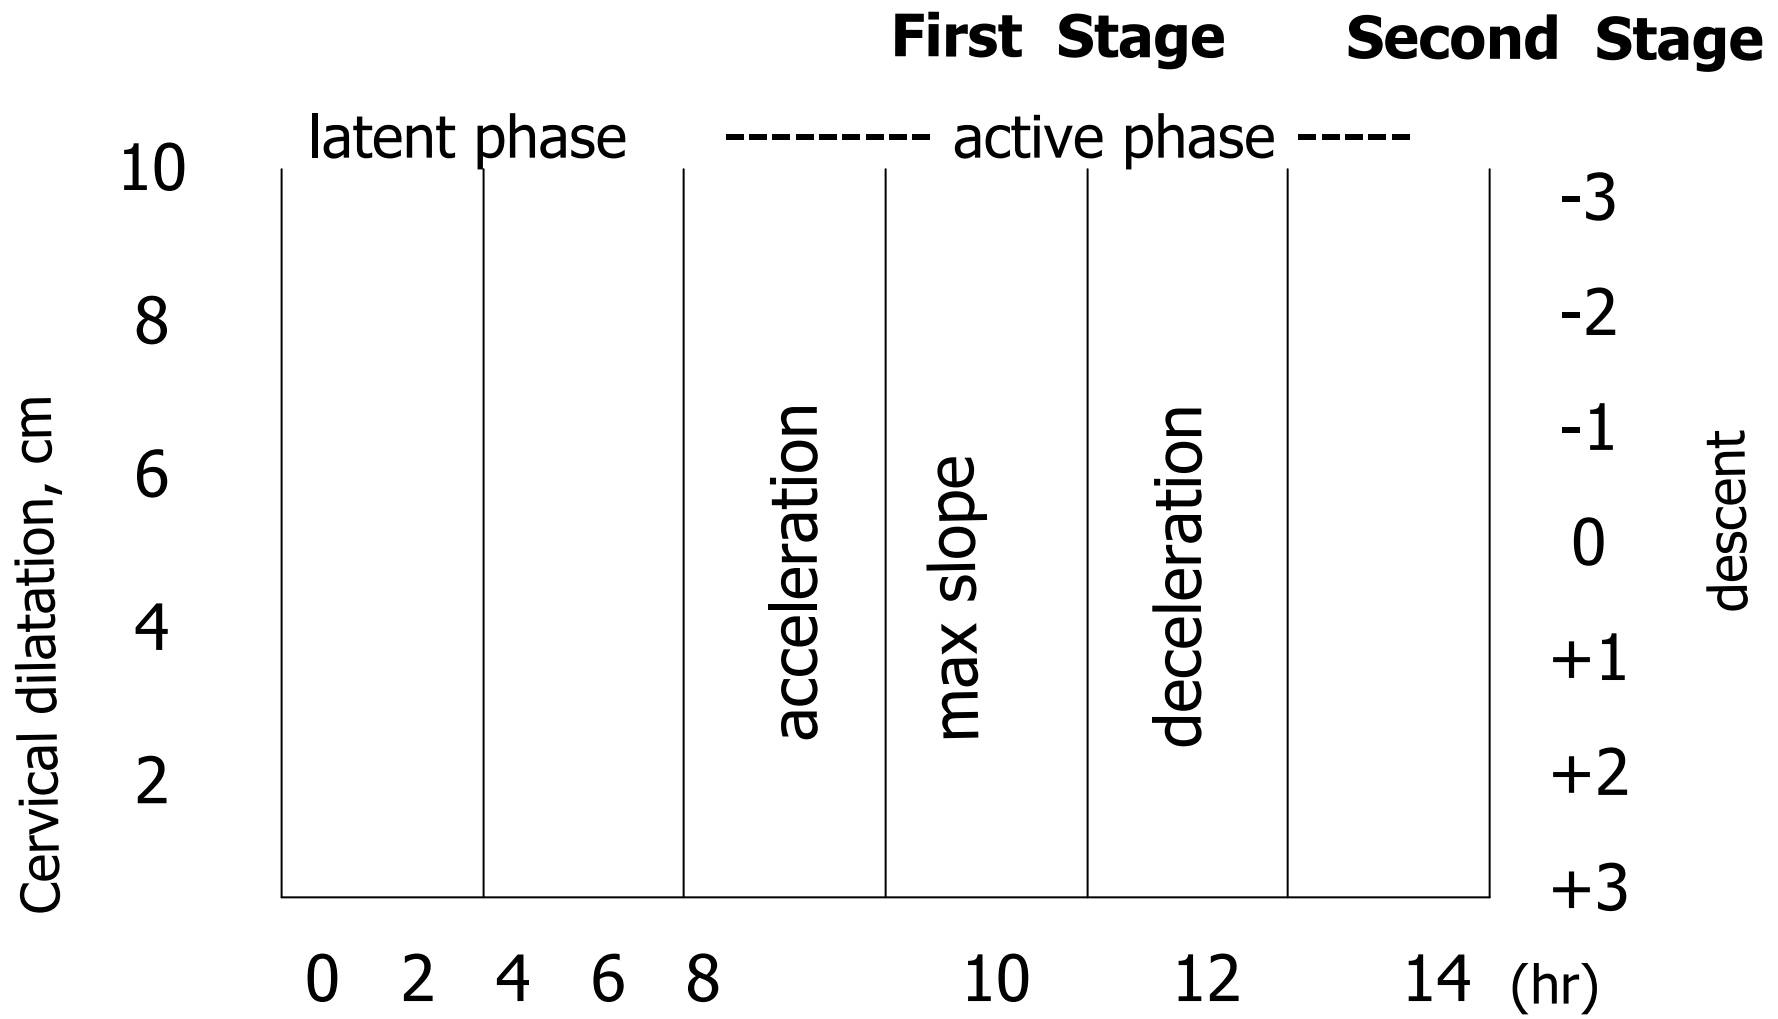 First Stage Second Stage
latent phase --------- active phase -----
10
8
6
4
2
Cervical dilatation, cm
acceleration
max slope
deceleration
-3
-2
-1
0
+1
+2
+3
descent
0 2 4 6 8 10 12 14 (hr)